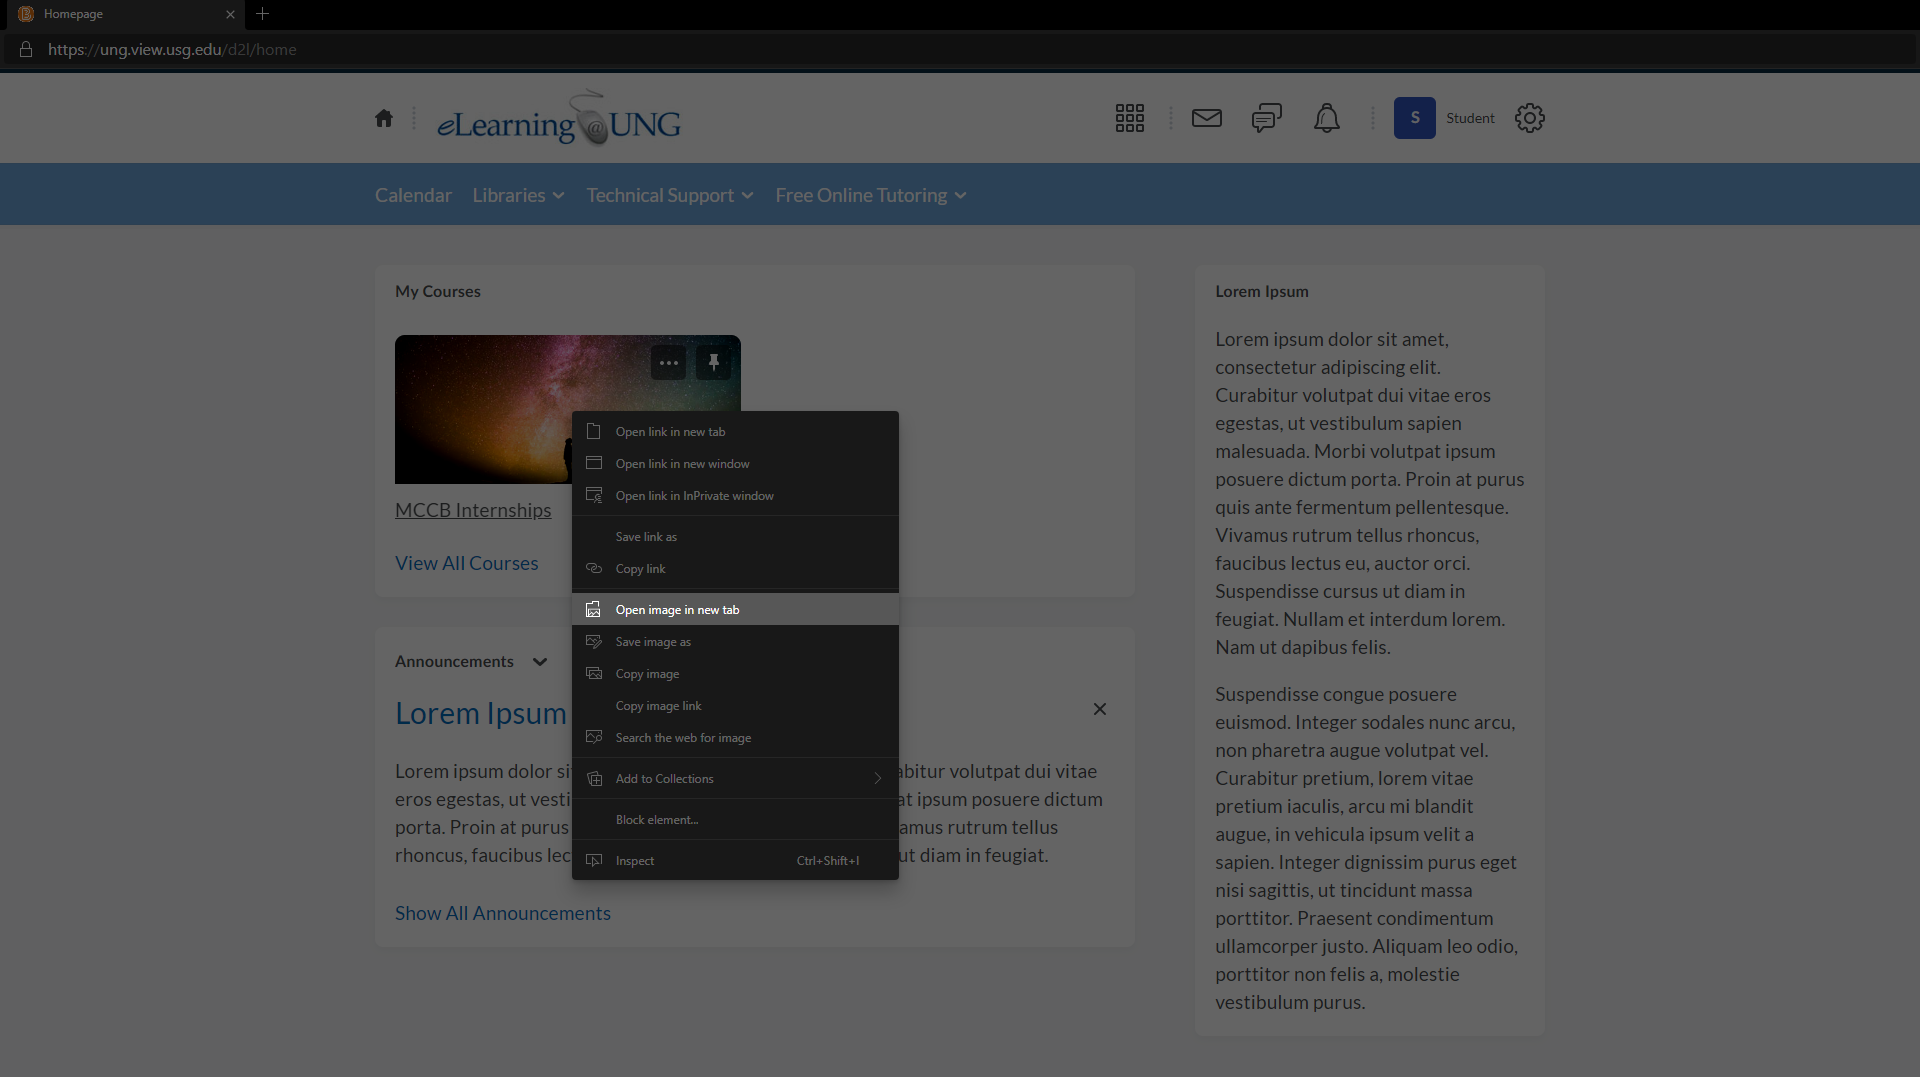 Homepage
https://ung.view.usg.edu/d2l/home
eLearning@UNG
S
Student
Calendar
Libraries
Technical Support
Free Online Tutoring
My Courses
MCCB Internships
View All Courses
Open link in new tab
Open link in new window
Open link in InPrivate window
Save link as
Copy link
Open image in new tab
Save image as
Copy image
Copy image link
Search the web for image
Add to Collections
Block element...
Inspect Ctrl+Shift+I
Announcements
Lorem Ipsum
Lorem ipsum dolor si abitur volutpat dui vitae
eros egestas, ut vesti at ipsum posuere dictum
porta. Proin at purus amus rutrum tellus
rhoncus, faucibus lec ut diam in feugiat.
Show All Announcements
Lorem Ipsum
Lorem ipsum dolor sit amet,
consectetur adipiscing elit.
Curabitur volutpat dui vitae eros
egestas, ut vestibulum sapien
malesuada. Morbi volutpat ipsum
posuere dictum porta. Proin at purus
quis ante fermentum pellentesque.
Vivamus rutrum tellus rhoncus,
faucibus lectus eu, auctor orci.
Suspendisse cursus ut diam in
feugiat. Nullam et interdum lorem.
Nam ut dapibus felis.
Suspendisse congue posuere
euismod. Integer sodales nunc arcu,
non pharetra augue volutpat vel.
Curabitur pretium, lorem vitae
pretium iaculis, arcu mi blandit
augue, in vehicula ipsum velit a
sapien. Integer dignissim purus eget
nisi sagittis, ut tincidunt massa
porttitor. Praesent condimentum
ullamcorper justo. Aliquam leo odio,
porttitor non felis a, molestie
vestibulum purus.